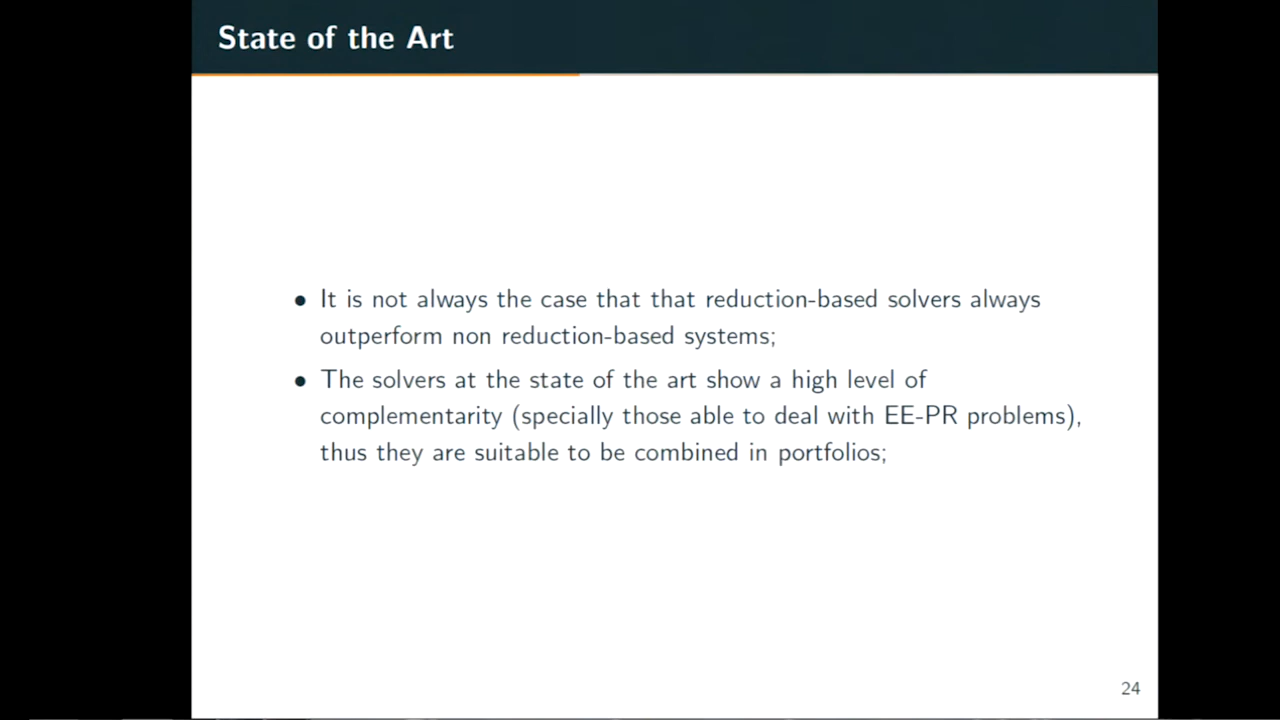 State of the Art
• It is not always the case that that reduction-based solvers always
outperform non reduction-based systems;
• The solvers at the state of the art show a high level of
complementarity (specially those able to deal with EE-PR problems),
thus they are suitable to be combined in portfolios;
24